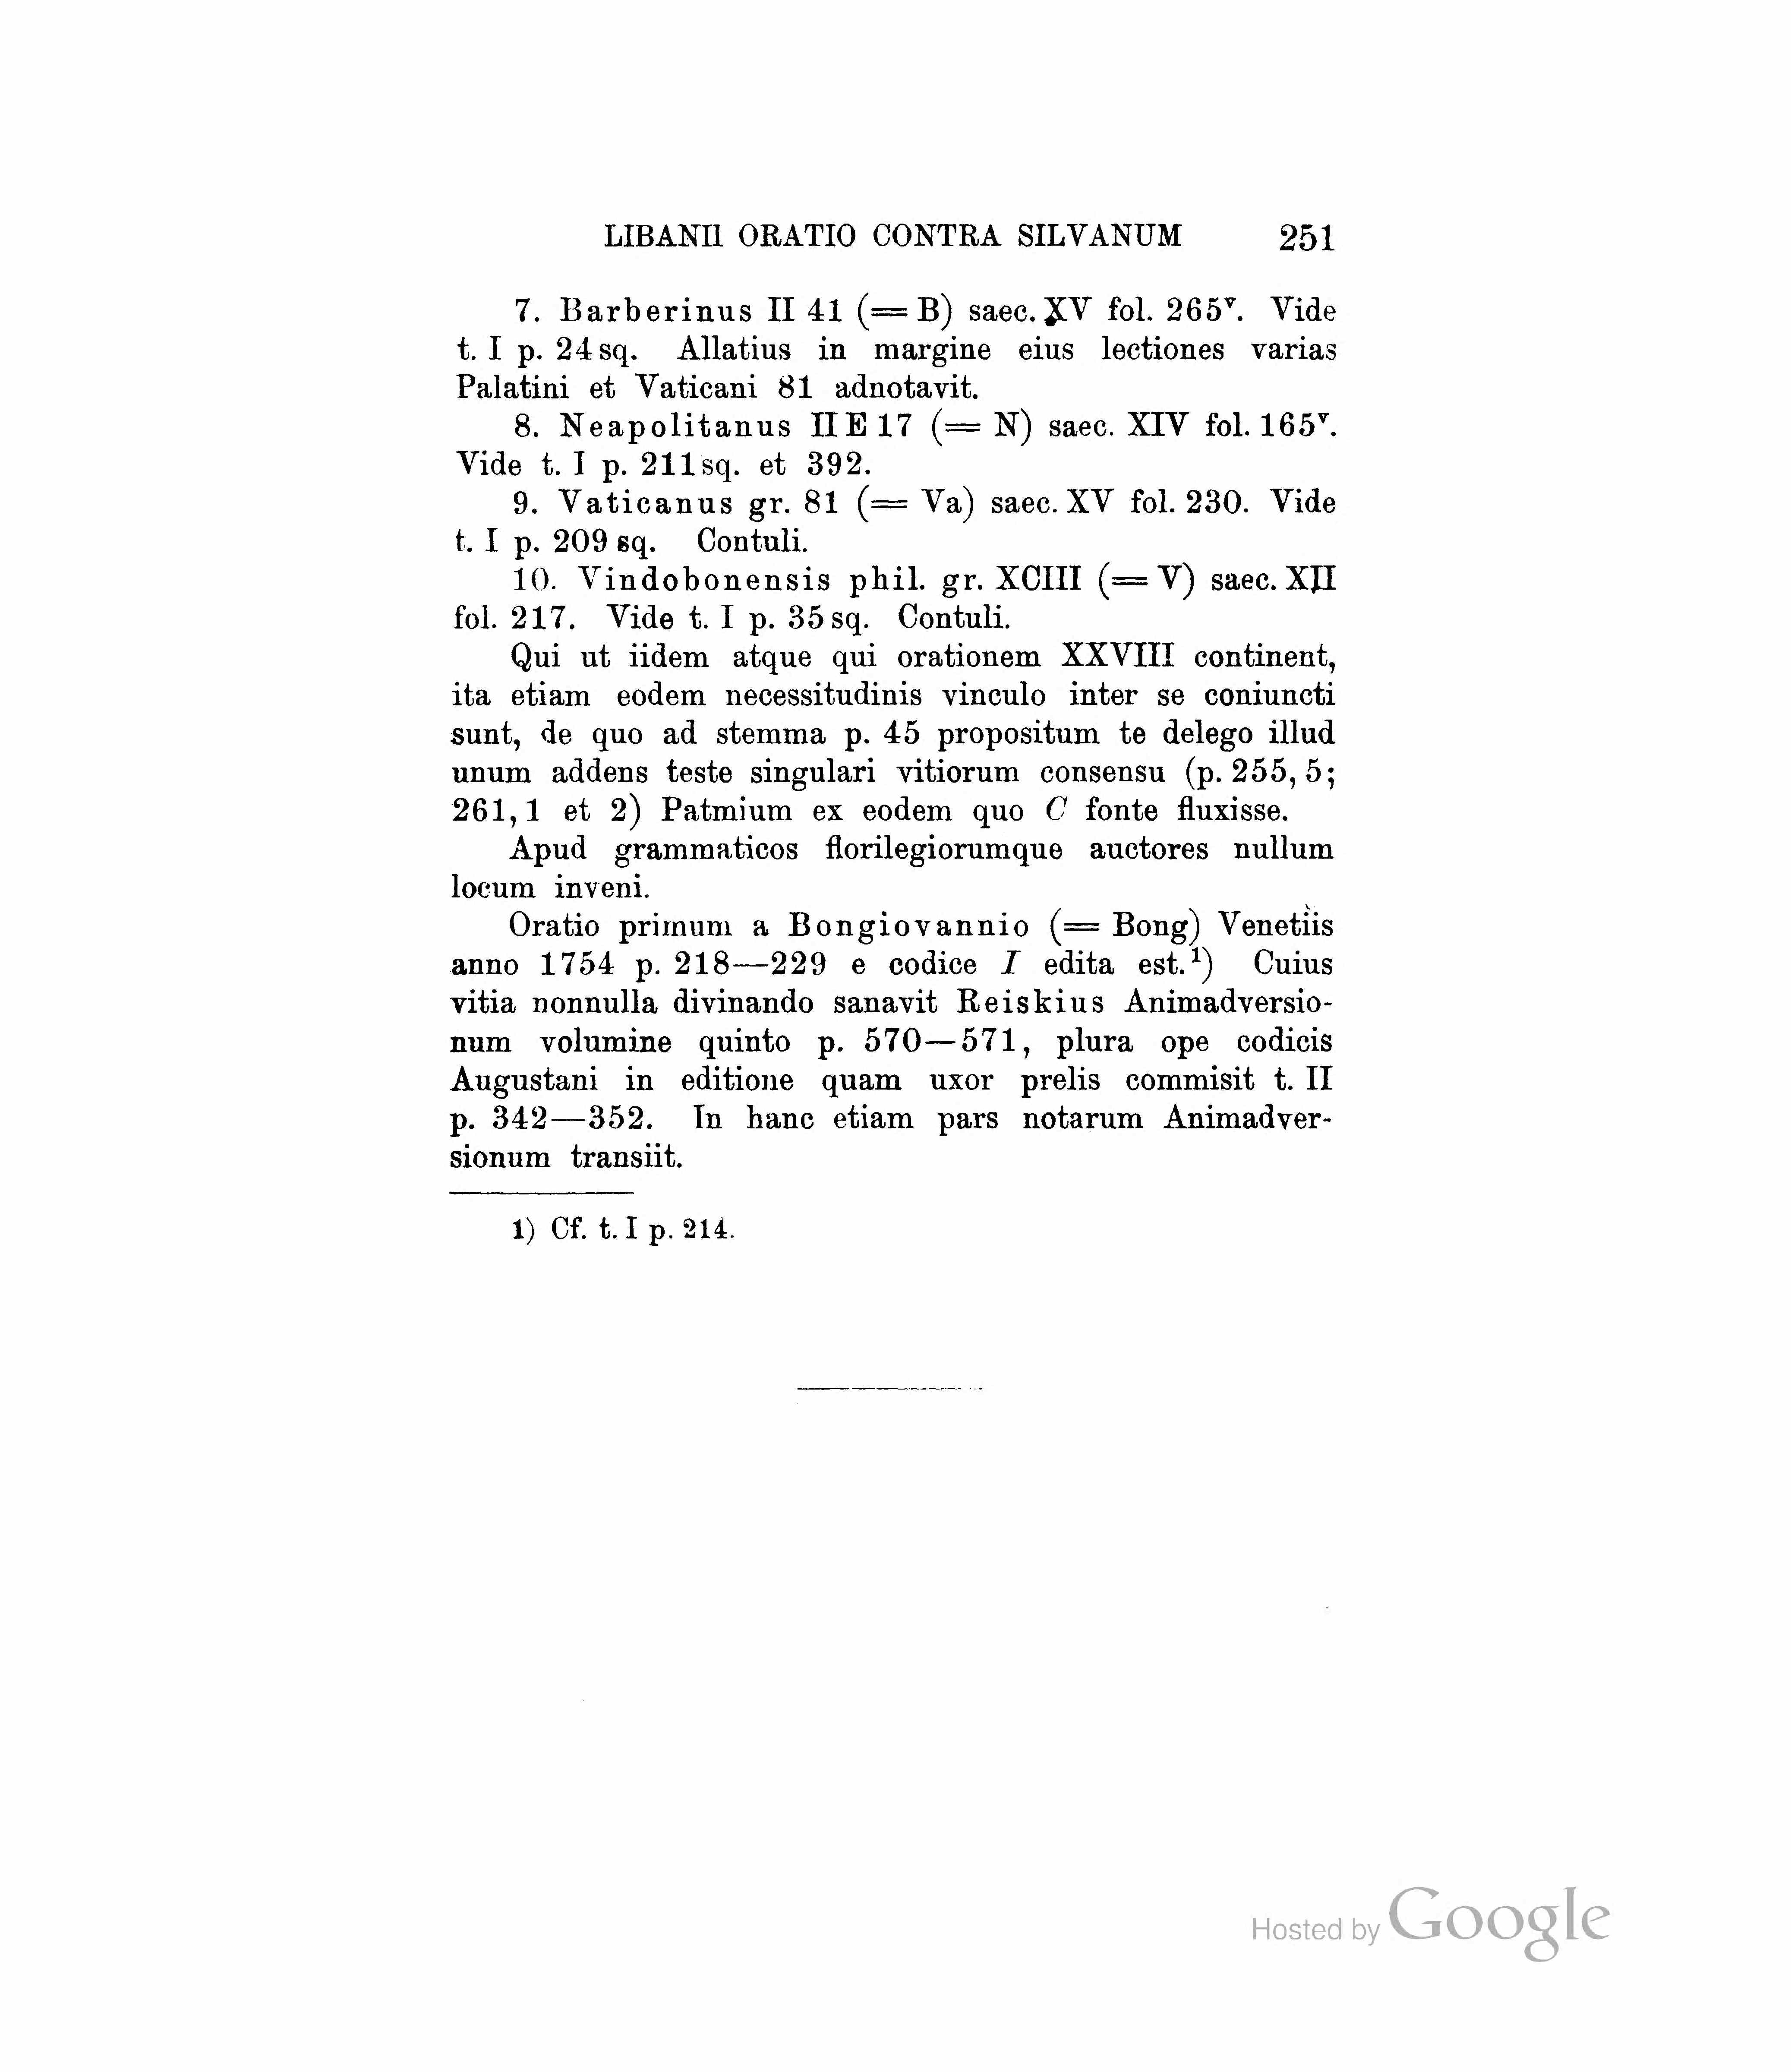 LIBANII ORATIO CONTRA SILVANUM 251
7. Barberinus II 41 (= B) saec. XV fol. 265ᵛ. Vide
t. I p. 24 sq. Allatius in margine eius lectiones varias
Palatini et Vaticani 81 adnotavit.
8. Neapolitanus II E 17 (= N) saec. XIV fol. 165ᵛ.
Vide t. I p. 211 sq. et 392.
9. Vaticanus gr. 81 (= Va) saec. XV fol. 230. Vide
t. I p. 209 sq. Contuli.
10. Vindobonensis phil. gr. XCIII (= V) saec. XII
fol. 217. Vide t. I p. 35 sq. Contuli.
Qui ut iidem atque qui orationem XXVIII continent,
ita etiam eodem necessitudinis vinculo inter se coniuncti
sunt, de quo ad stemma p. 45 propositum te delego illud
unum addens teste singulari vitiorum consensu (p. 255, 5;
261, 1 et 2) Patmium ex eodem quo C fonte fluxisse.
Apud grammaticos florilegiorumque auctores nullum
locum inveni.
Oratio primum a Bongiovannio (= Bong) Venetiis
anno 1754 p. 218—229 e codice I edita est.¹) Cuius
vitia nonnulla divinando sanavit Reiskius Animadversio-
num volumine quinto p. 570—571, plura ope codicis
Augustani in editione quam uxor prelis commisit t. II
p. 342—352. In hanc etiam pars notarum Animadver-
sionum transiit.
1) Cf. t. I p. 214.
Hosted by Google